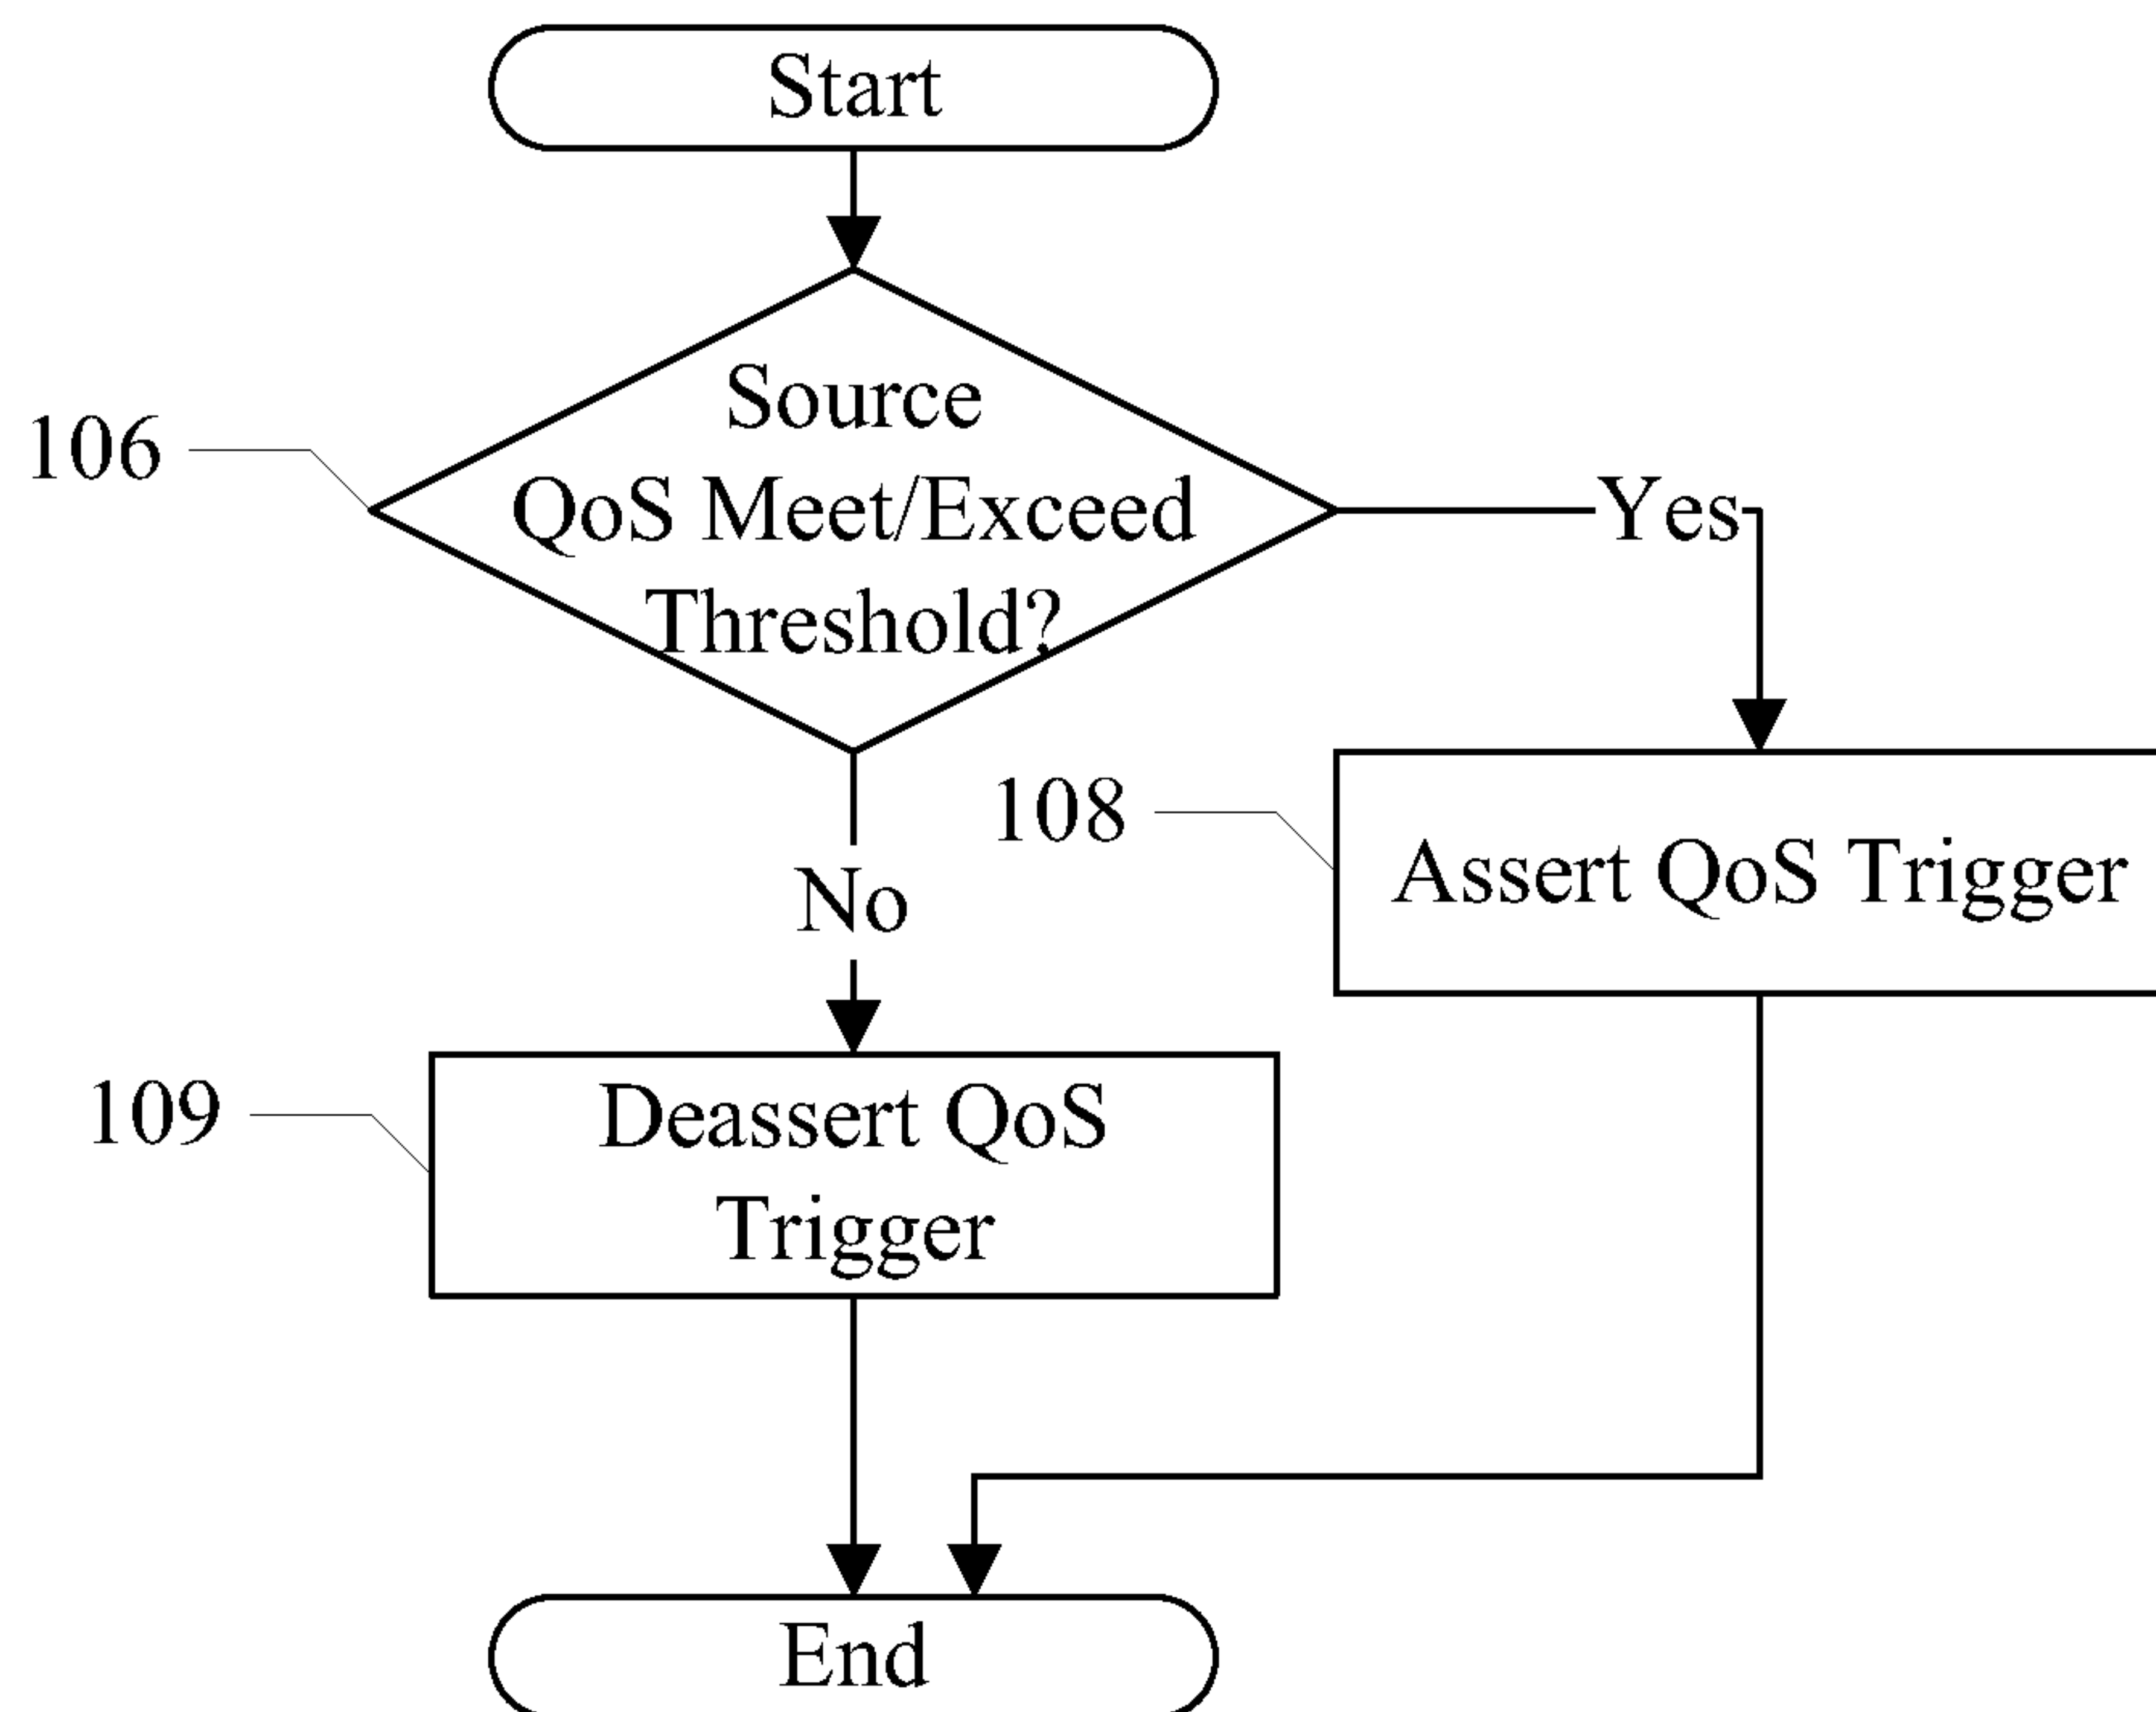 Start
Source
QoS Meet/Exceed
Threshold?
106
Yes
No
108
Assert QoS Trigger
109
Deassert QoS
Trigger
End